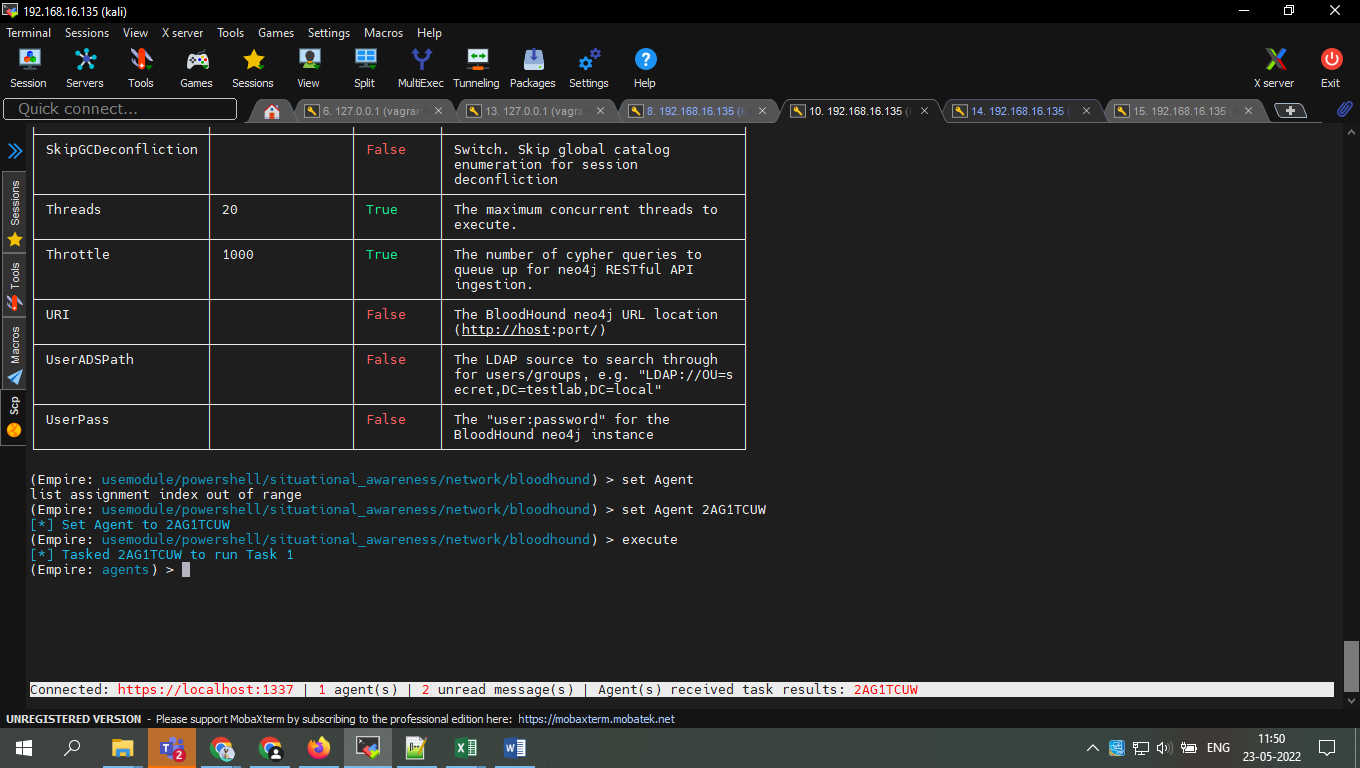 192.168.16.135 (kali)
Terminal Sessions View X server Tools Games Settings Macros Help
Session Servers Tools Games Sessions View Split MultiExec Tunneling Packages Settings Help X server Exit
Quick connect... 6. 127.0.0.1 (vagran 13. 127.0.0.1 (vagra 8. 192.168.16.135 10. 192.168.16.135 14. 192.168.16.135 15. 192.168.16.135
Sessions
Tools
Macros
Scp
SkipGCDeconfliction False Switch. Skip global catalog
enumeration for session
deconfliction
Threads 20 True The maximum concurrent threads to
execute.
Throttle 1000 True The number of cypher queries to
queue up for neo4j RESTful API
ingestion.
URI False The BloodHound neo4j URL location
(http://host:port/)
UserADSPath False The LDAP source to search through
for users/groups, e.g. "LDAP://OU=s
ecret,DC=testlab,DC=local"
UserPass False The "user:password" for the
BloodHound neo4j instance
(Empire: usemodule/powershell/situational_awareness/network/bloodhound) > set Agent
list assignment index out of range
(Empire: usemodule/powershell/situational_awareness/network/bloodhound) > set Agent 2AG1TCUW
[*] Set Agent to 2AG1TCUW
(Empire: usemodule/powershell/situational_awareness/network/bloodhound) > execute
[*] Tasked 2AG1TCUW to run Task 1
(Empire: agents) >
Connected: https://localhost:1337 | 1 agent(s) | 2 unread message(s) | Agent(s) received task results: 2AG1TCUW
UNREGISTERED VERSION - Please support MobaXterm by subscribing to the professional edition here: https://mobaxterm.mobatek.net
2
ENG
11:50
23-05-2022